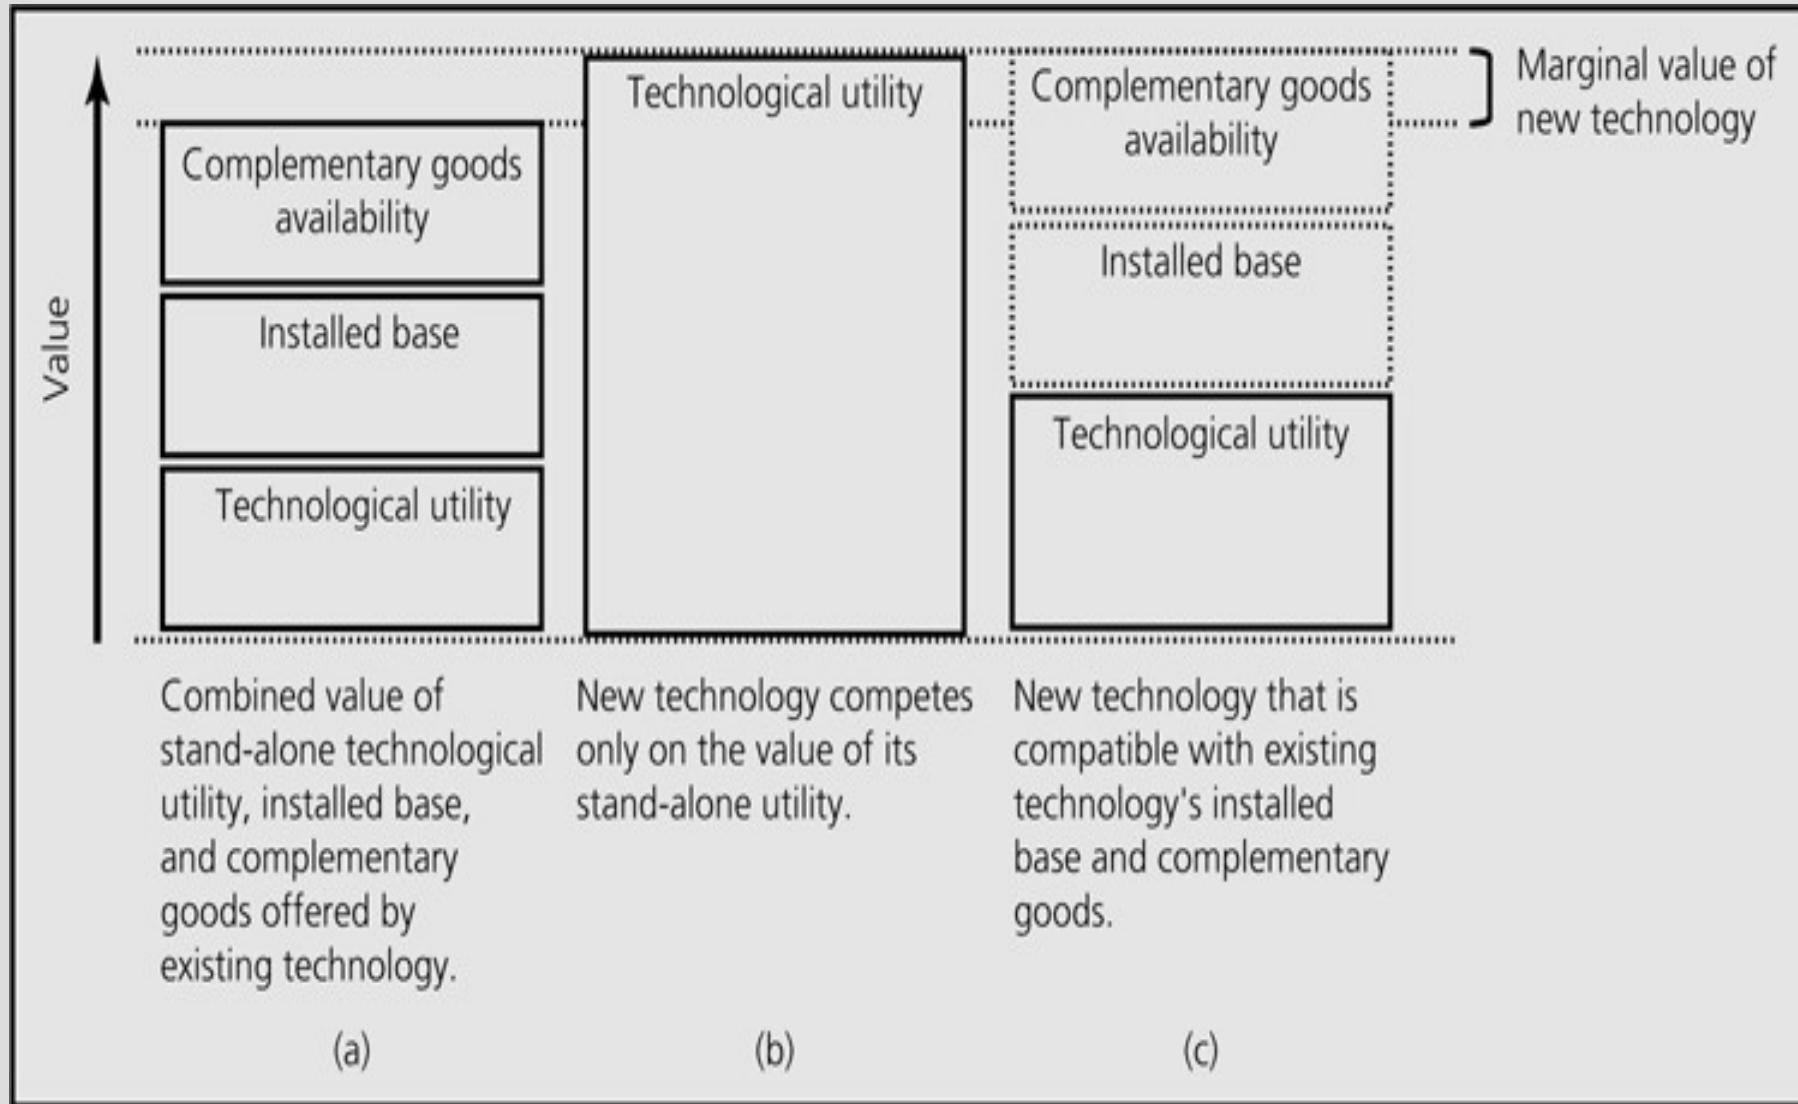 Value
Complementary goods
availability
Installed base
Technological utility
Technological utility
Complementary goods
availability
Installed base
Technological utility
Marginal value of
new technology
Combined value of
stand-alone technological
utility, installed base,
and complementary
goods offered by
existing technology.
(a)
New technology competes
only on the value of its
stand-alone utility.
(b)
New technology that is
compatible with existing
technology's installed
base and complementary
goods.
(c)